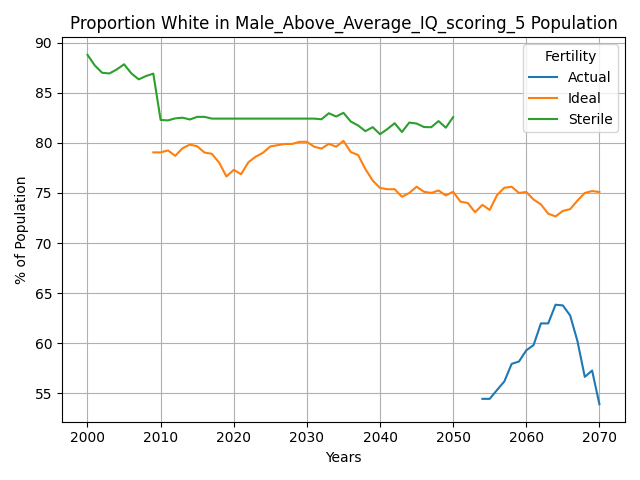 Proportion White in Male_Above_Average_IQ_scoring_5 Population
% of Population
90
85
80
75
70
65
60
55
Fertility
Actual
Ideal
Sterile
2000 2010 2020 2030 2040 2050 2060 2070
Years